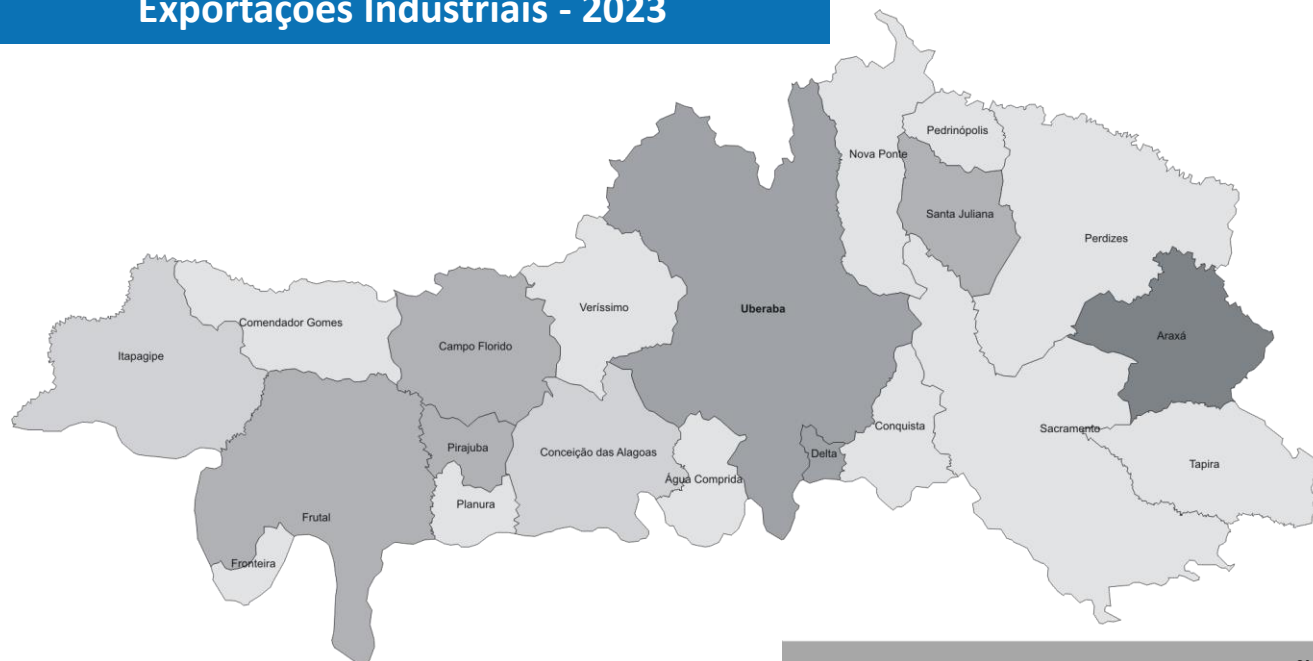 Exportações Industriais - 2023
Pedrinópolis
Nova Ponte
Santa Juliana
Perdizes
Veríssimo
Uberaba
Comendador Gomes
Araxá
Campo Florido
Itapagipe
Conquista
Sacramento
Pirajuba
Conceição das Alagoas
Delta
Tapira
Água Comprida
Planura
Frutal
Fronteira